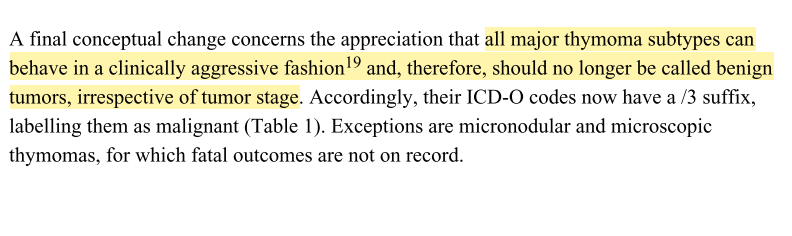 A final conceptual change concerns the appreciation that all major thymoma subtypes can
behave in a clinically aggressive fashion19 and, therefore, should no longer be called benign
tumors, irrespective of tumor stage. Accordingly, their ICD-O codes now have a /3 suffix,
labelling them as malignant (Table 1). Exceptions are micronodular and microscopic
thymomas, for which fatal outcomes are not on record.